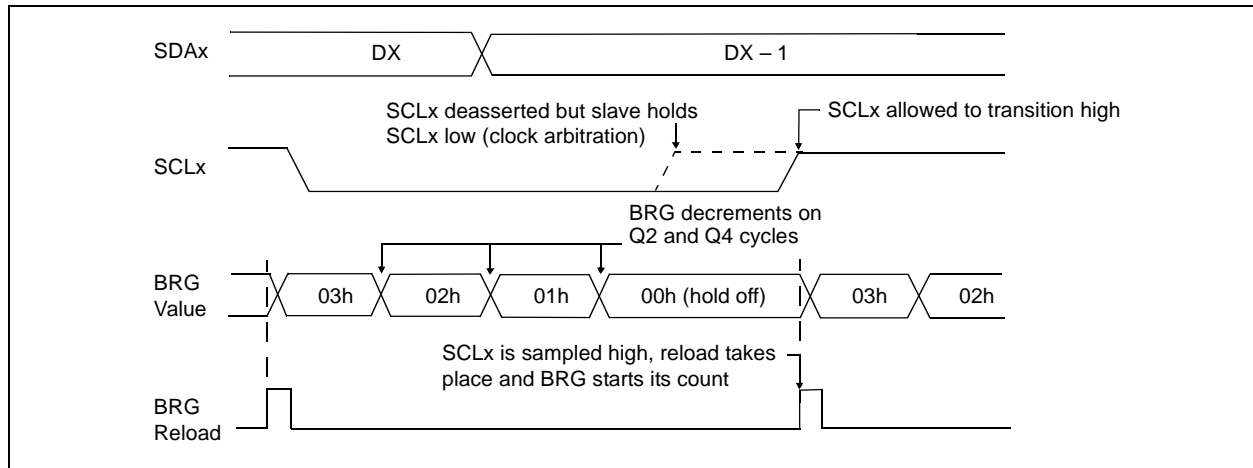 SDAx
DX
DX – 1
SCLx deasserted but slave holds
SCLx low (clock arbitration)
SCLx allowed to transition high
SCLx
BRG decrements on
Q2 and Q4 cycles
BRG
Value
03h
02h
01h
00h (hold off)
03h
02h
SCLx is sampled high, reload takes
place and BRG starts its count
BRG
Reload